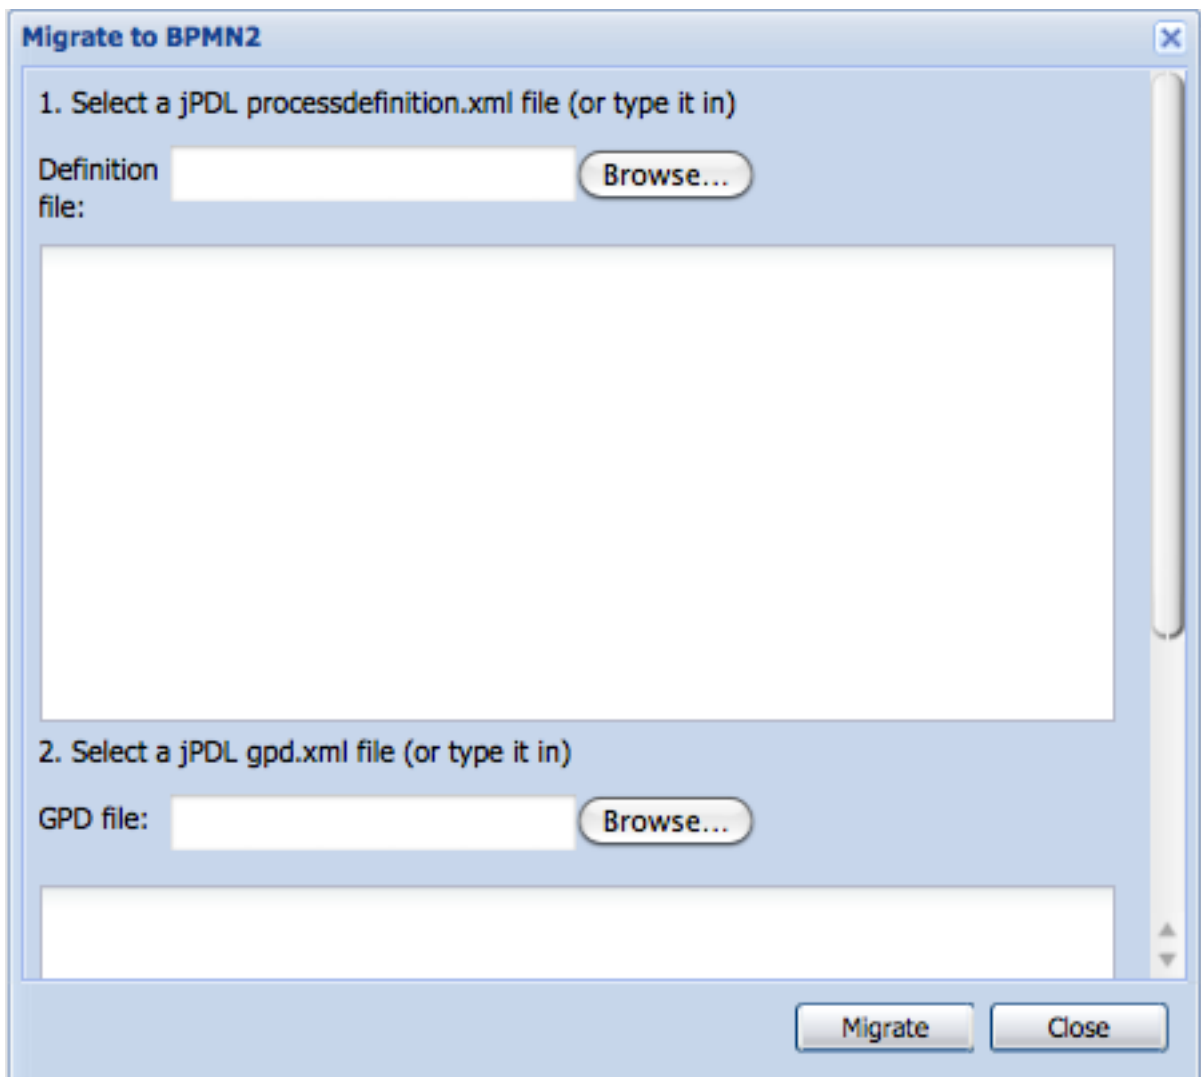 Migrate to BPMN2
1. Select a jPDL processdefinition.xml file (or type it in)
Definition
file:
Browse...
2. Select a jPDL gpd.xml file (or type it in)
GPD file:
Browse...
Migrate
Close